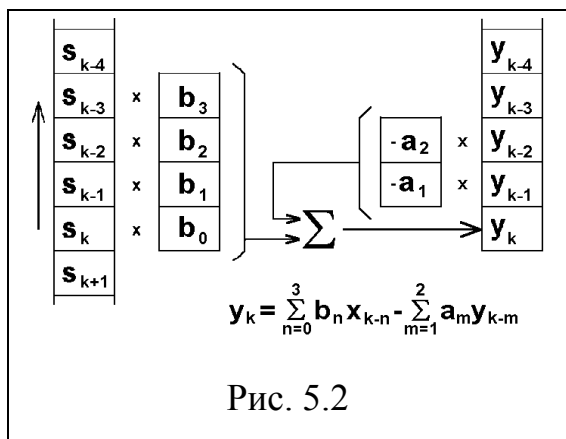 s_{k-4} y_{k-4}
s_{k-3} x b_3 y_{k-3}
s_{k-2} x b_2 -a_2 x y_{k-2}
s_{k-1} x b_1 -a_1 x y_{k-1}
s_k x b_0 Σ y_k
s_{k+1}
y_k = \sum_{n=0}^{3} b_n x_{k-n} - \sum_{m=1}^{2} a_m y_{k-m}
Рис. 5.2